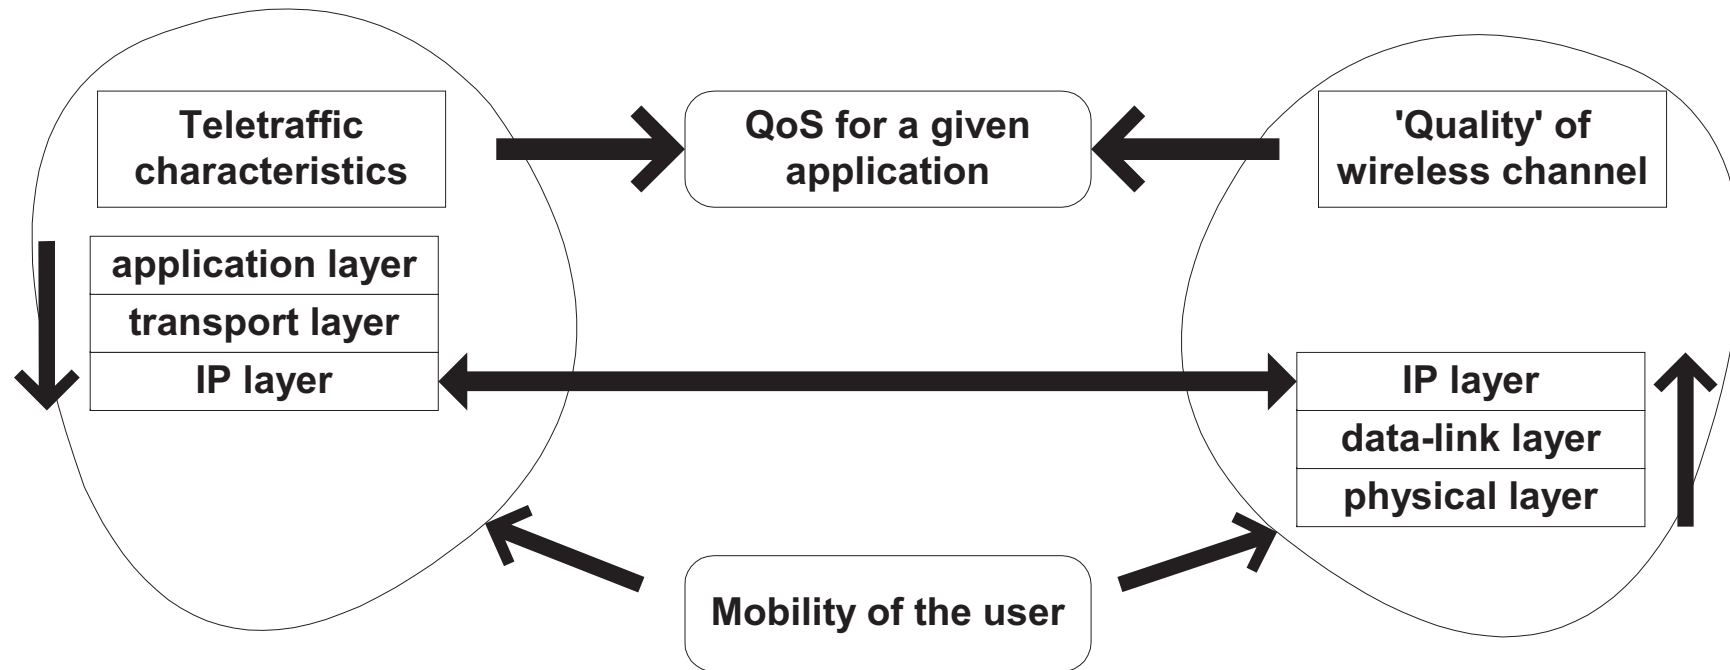 Teletraffic
characteristics
QoS for a given
application
'Quality' of
wireless channel
application layer
transport layer
IP layer
IP layer
data-link layer
physical layer
Mobility of the user